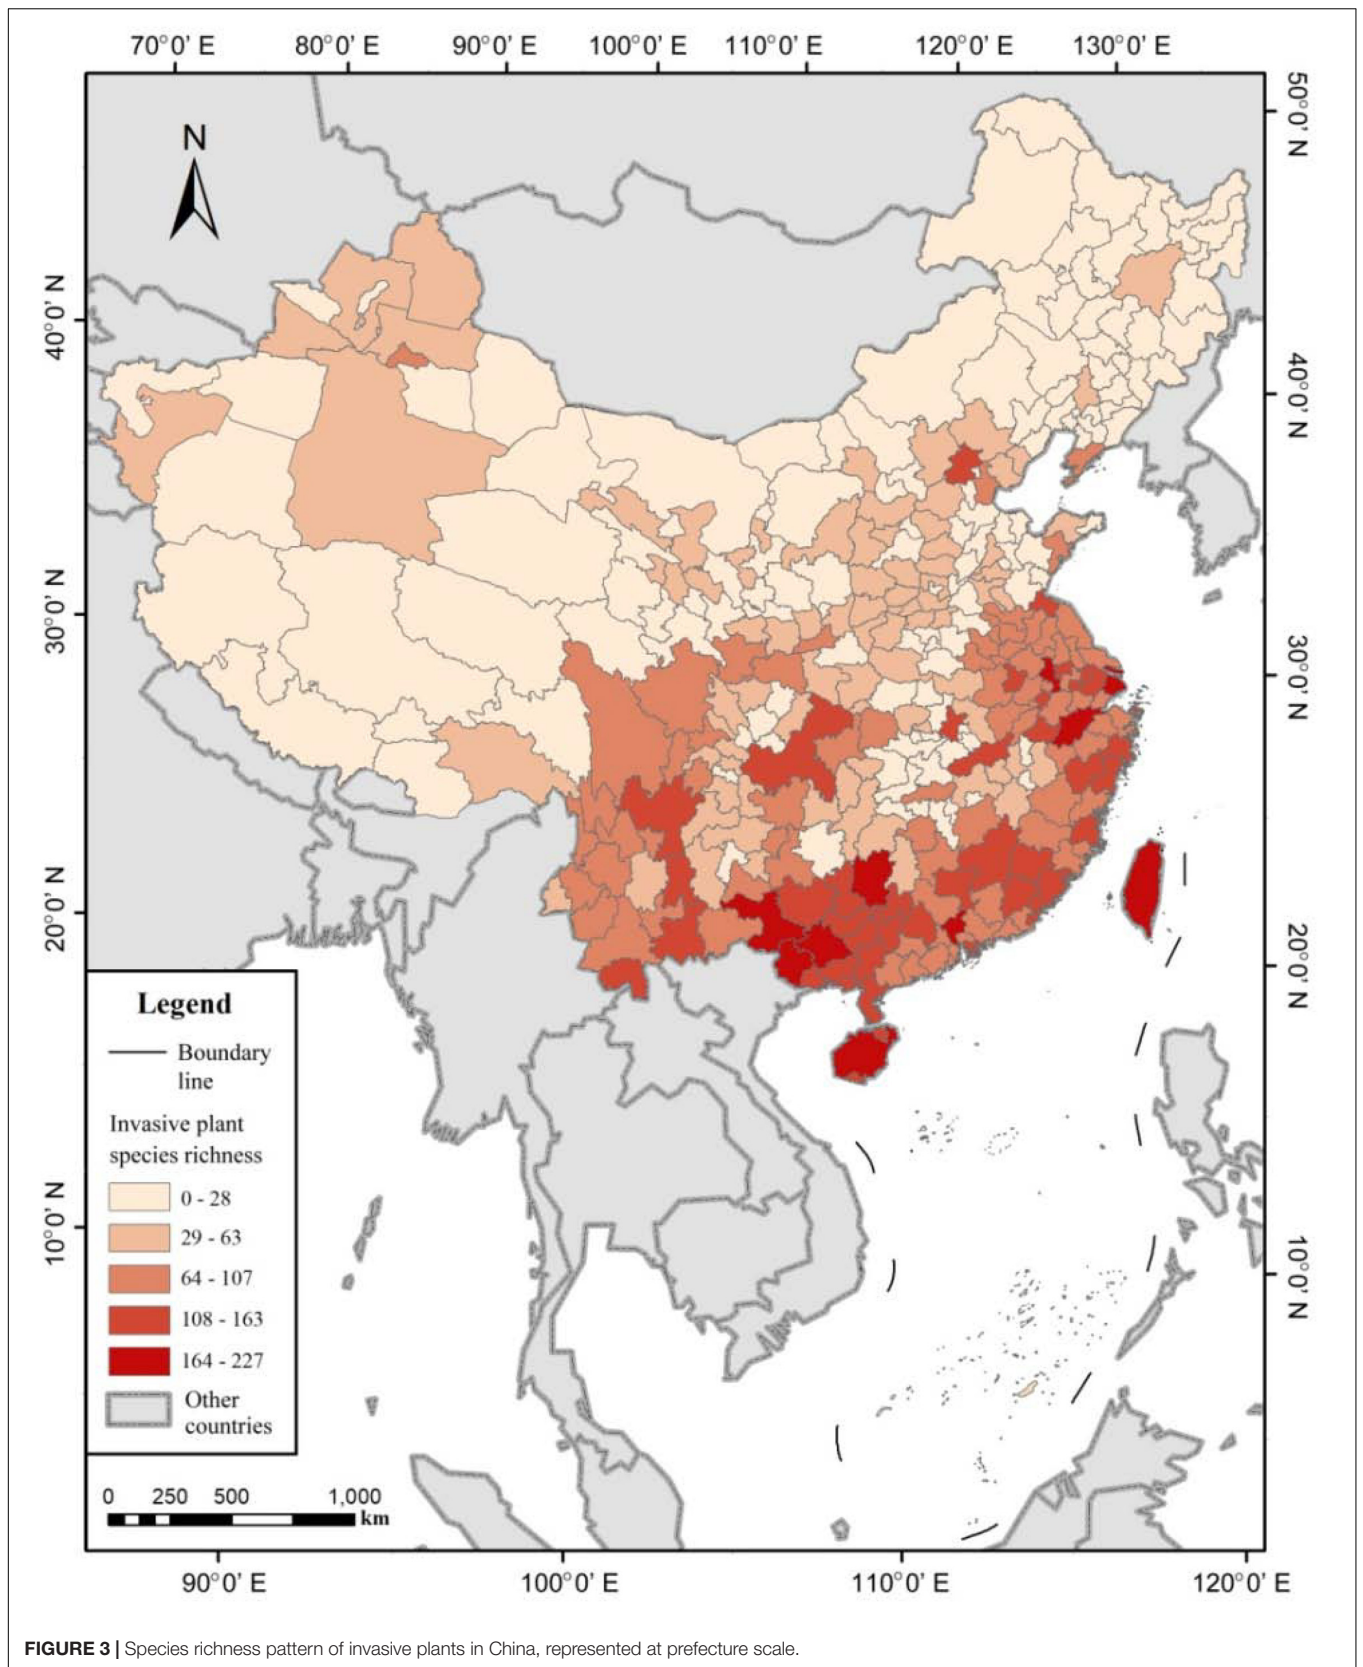 70°0' E 80°0' E 90°0' E 100°0' E 110°0' E 120°0' E 130°0' E
50°0' N
N
40°0' N
40°0' N
30°0' N
30°0' N
20°0' N
20°0' N
Legend
Boundary
line
Invasive plant
species richness
0 - 28
29 - 63
64 - 107
108 - 163
164 - 227
Other
countries
10°0' N
10°0' N
0 250 500 1,000
km
90°0' E 100°0' E 110°0' E 120°0' E
FIGURE 3 | Species richness pattern of invasive plants in China, represented at prefecture scale.